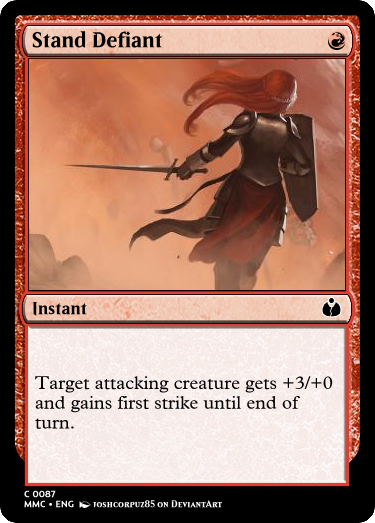 Stand Defiant
Instant
Target attacking creature gets +3/+0
and gains first strike until end of
turn.
C 0087
MMC • ENG joshcorpuz85 on DeviantArt